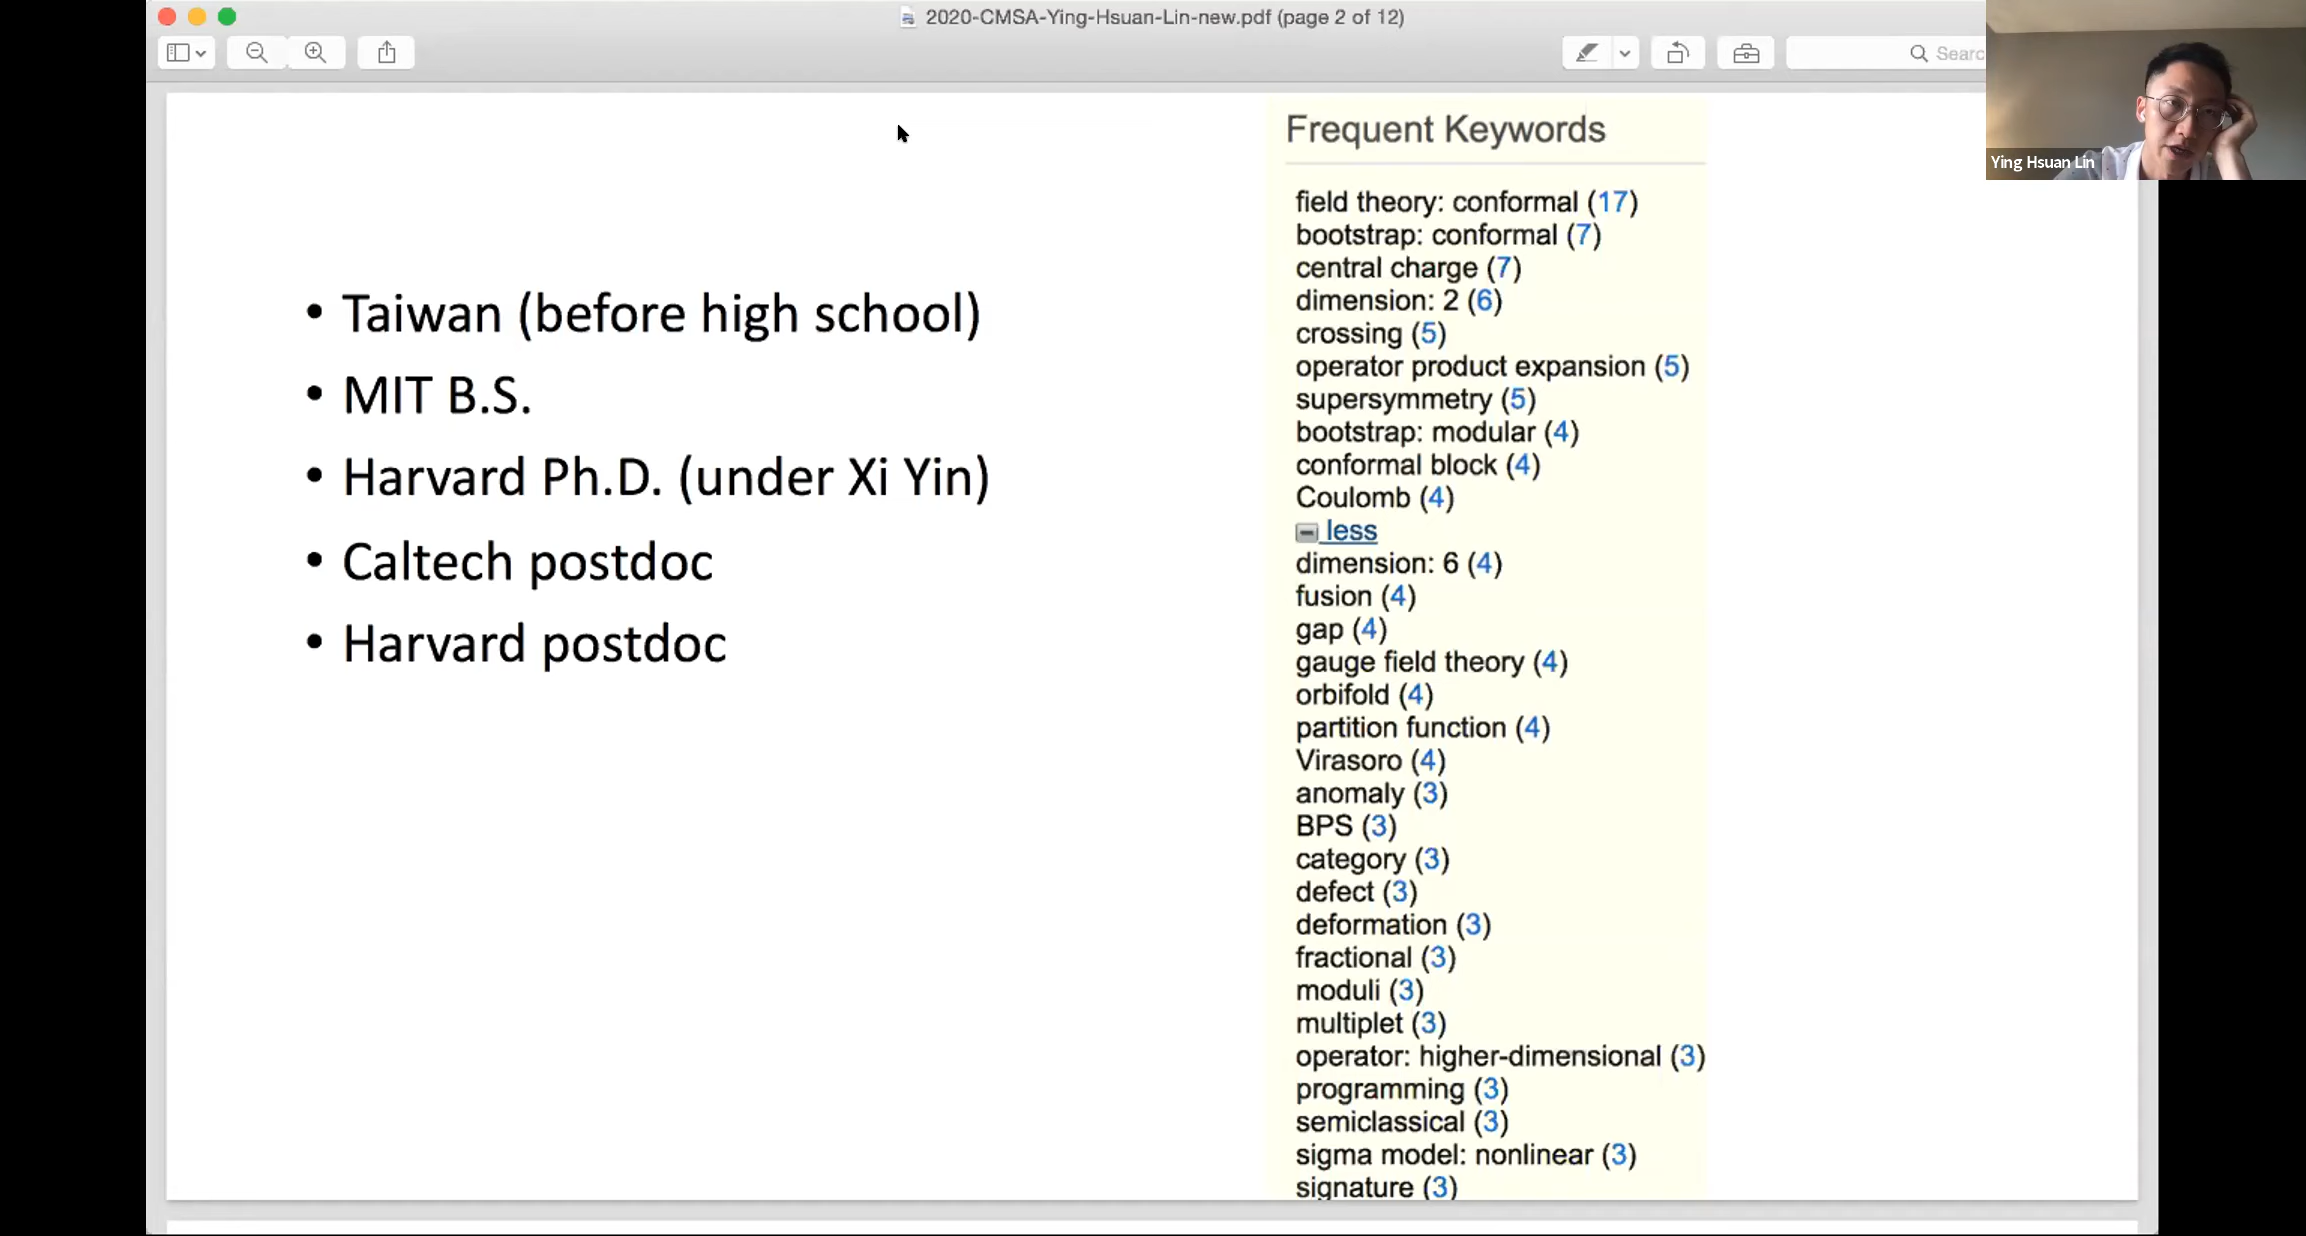 2020-CMSA-Ying-Hsuan-Lin-new.pdf (page 2 of 12)
Searc
Ying Hsuan Lin
• Taiwan (before high school)
• MIT B.S.
• Harvard Ph.D. (under Xi Yin)
• Caltech postdoc
• Harvard postdoc
Frequent Keywords
field theory: conformal (17)
bootstrap: conformal (7)
central charge (7)
dimension: 2 (6)
crossing (5)
operator product expansion (5)
supersymmetry (5)
bootstrap: modular (4)
conformal block (4)
Coulomb (4)
less
dimension: 6 (4)
fusion (4)
gap (4)
gauge field theory (4)
orbifold (4)
partition function (4)
Virasoro (4)
anomaly (3)
BPS (3)
category (3)
defect (3)
deformation (3)
fractional (3)
moduli (3)
multiplet (3)
operator: higher-dimensional (3)
programming (3)
semiclassical (3)
sigma model: nonlinear (3)
signature (3)